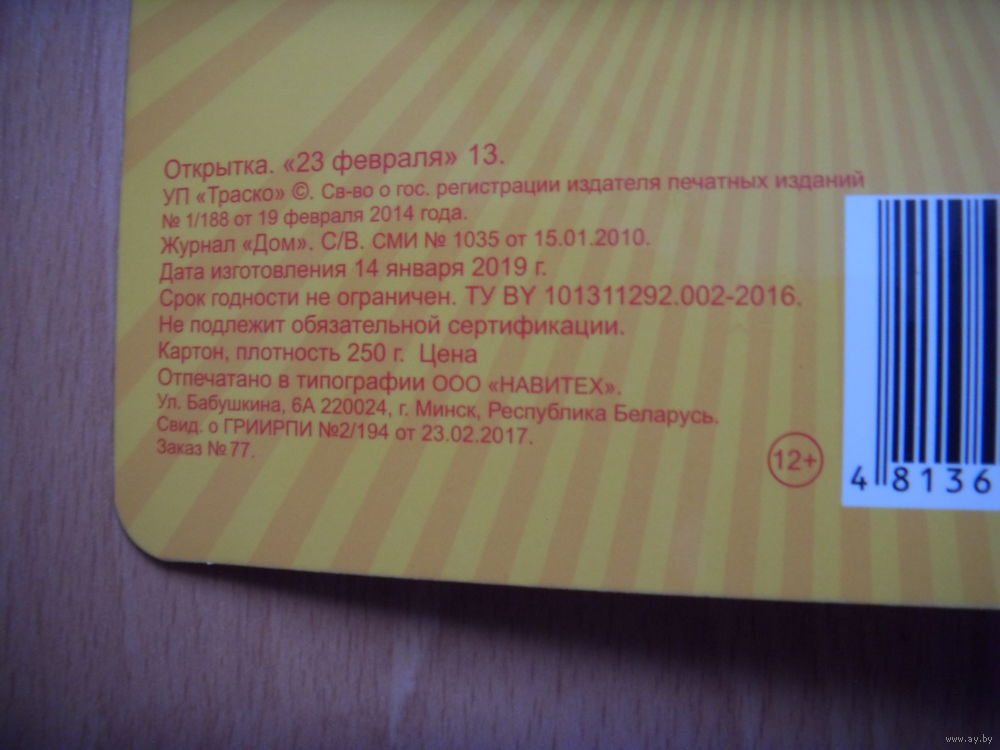 Открытка. «23 февраля» 13.
УП «Траско» ©. Св-во о гос. регистрации издателя печатных изданий
№ 1/188 от 19 февраля 2014 года.
Журнал «Дом». С/В. СМИ № 1035 от 15.01.2010.
Дата изготовления 14 января 2019 г.
Срок годности не ограничен. ТУ BY 101311292.002-2016.
Не подлежит обязательной сертификации.
Картон, плотность 250 г. Цена
Отпечатано в типографии ООО «НАВИТЕХ».
Ул. Бабушкина, 6А 220024, г. Минск, Республика Беларусь.
Свид. о ГРИИРПИ №2/194 от 23.02.2017.
Заказ № 77.
12+
4 8136
www.ay.by